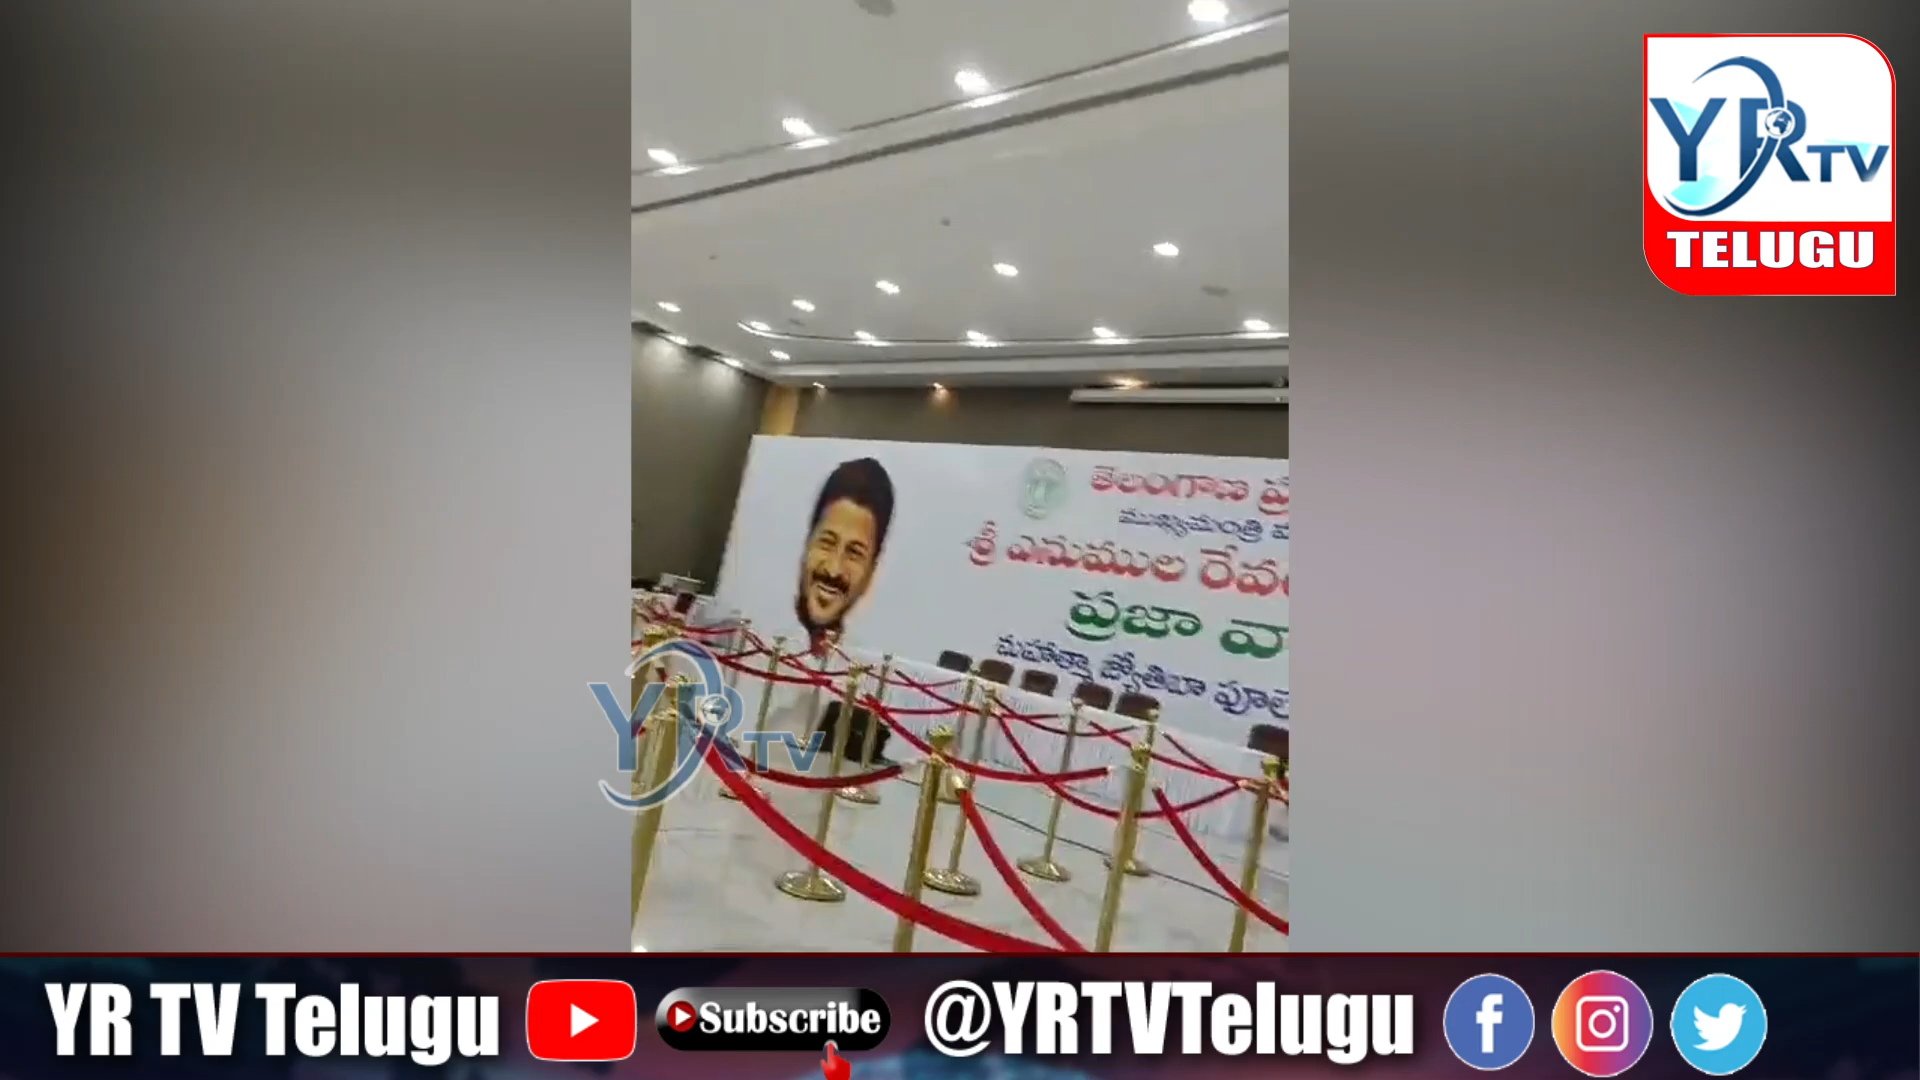 YR TV
TELUGU
తెలంగాణ ప్ర
ముఖ్యమంత్రి
శ్రీ ఎనుముల రేవం
ప్రజా వా
మహాత్మా జ్యోతిబా పూలే
YR TV
YR TV Telugu
Subscribe
@YRTVTelugu